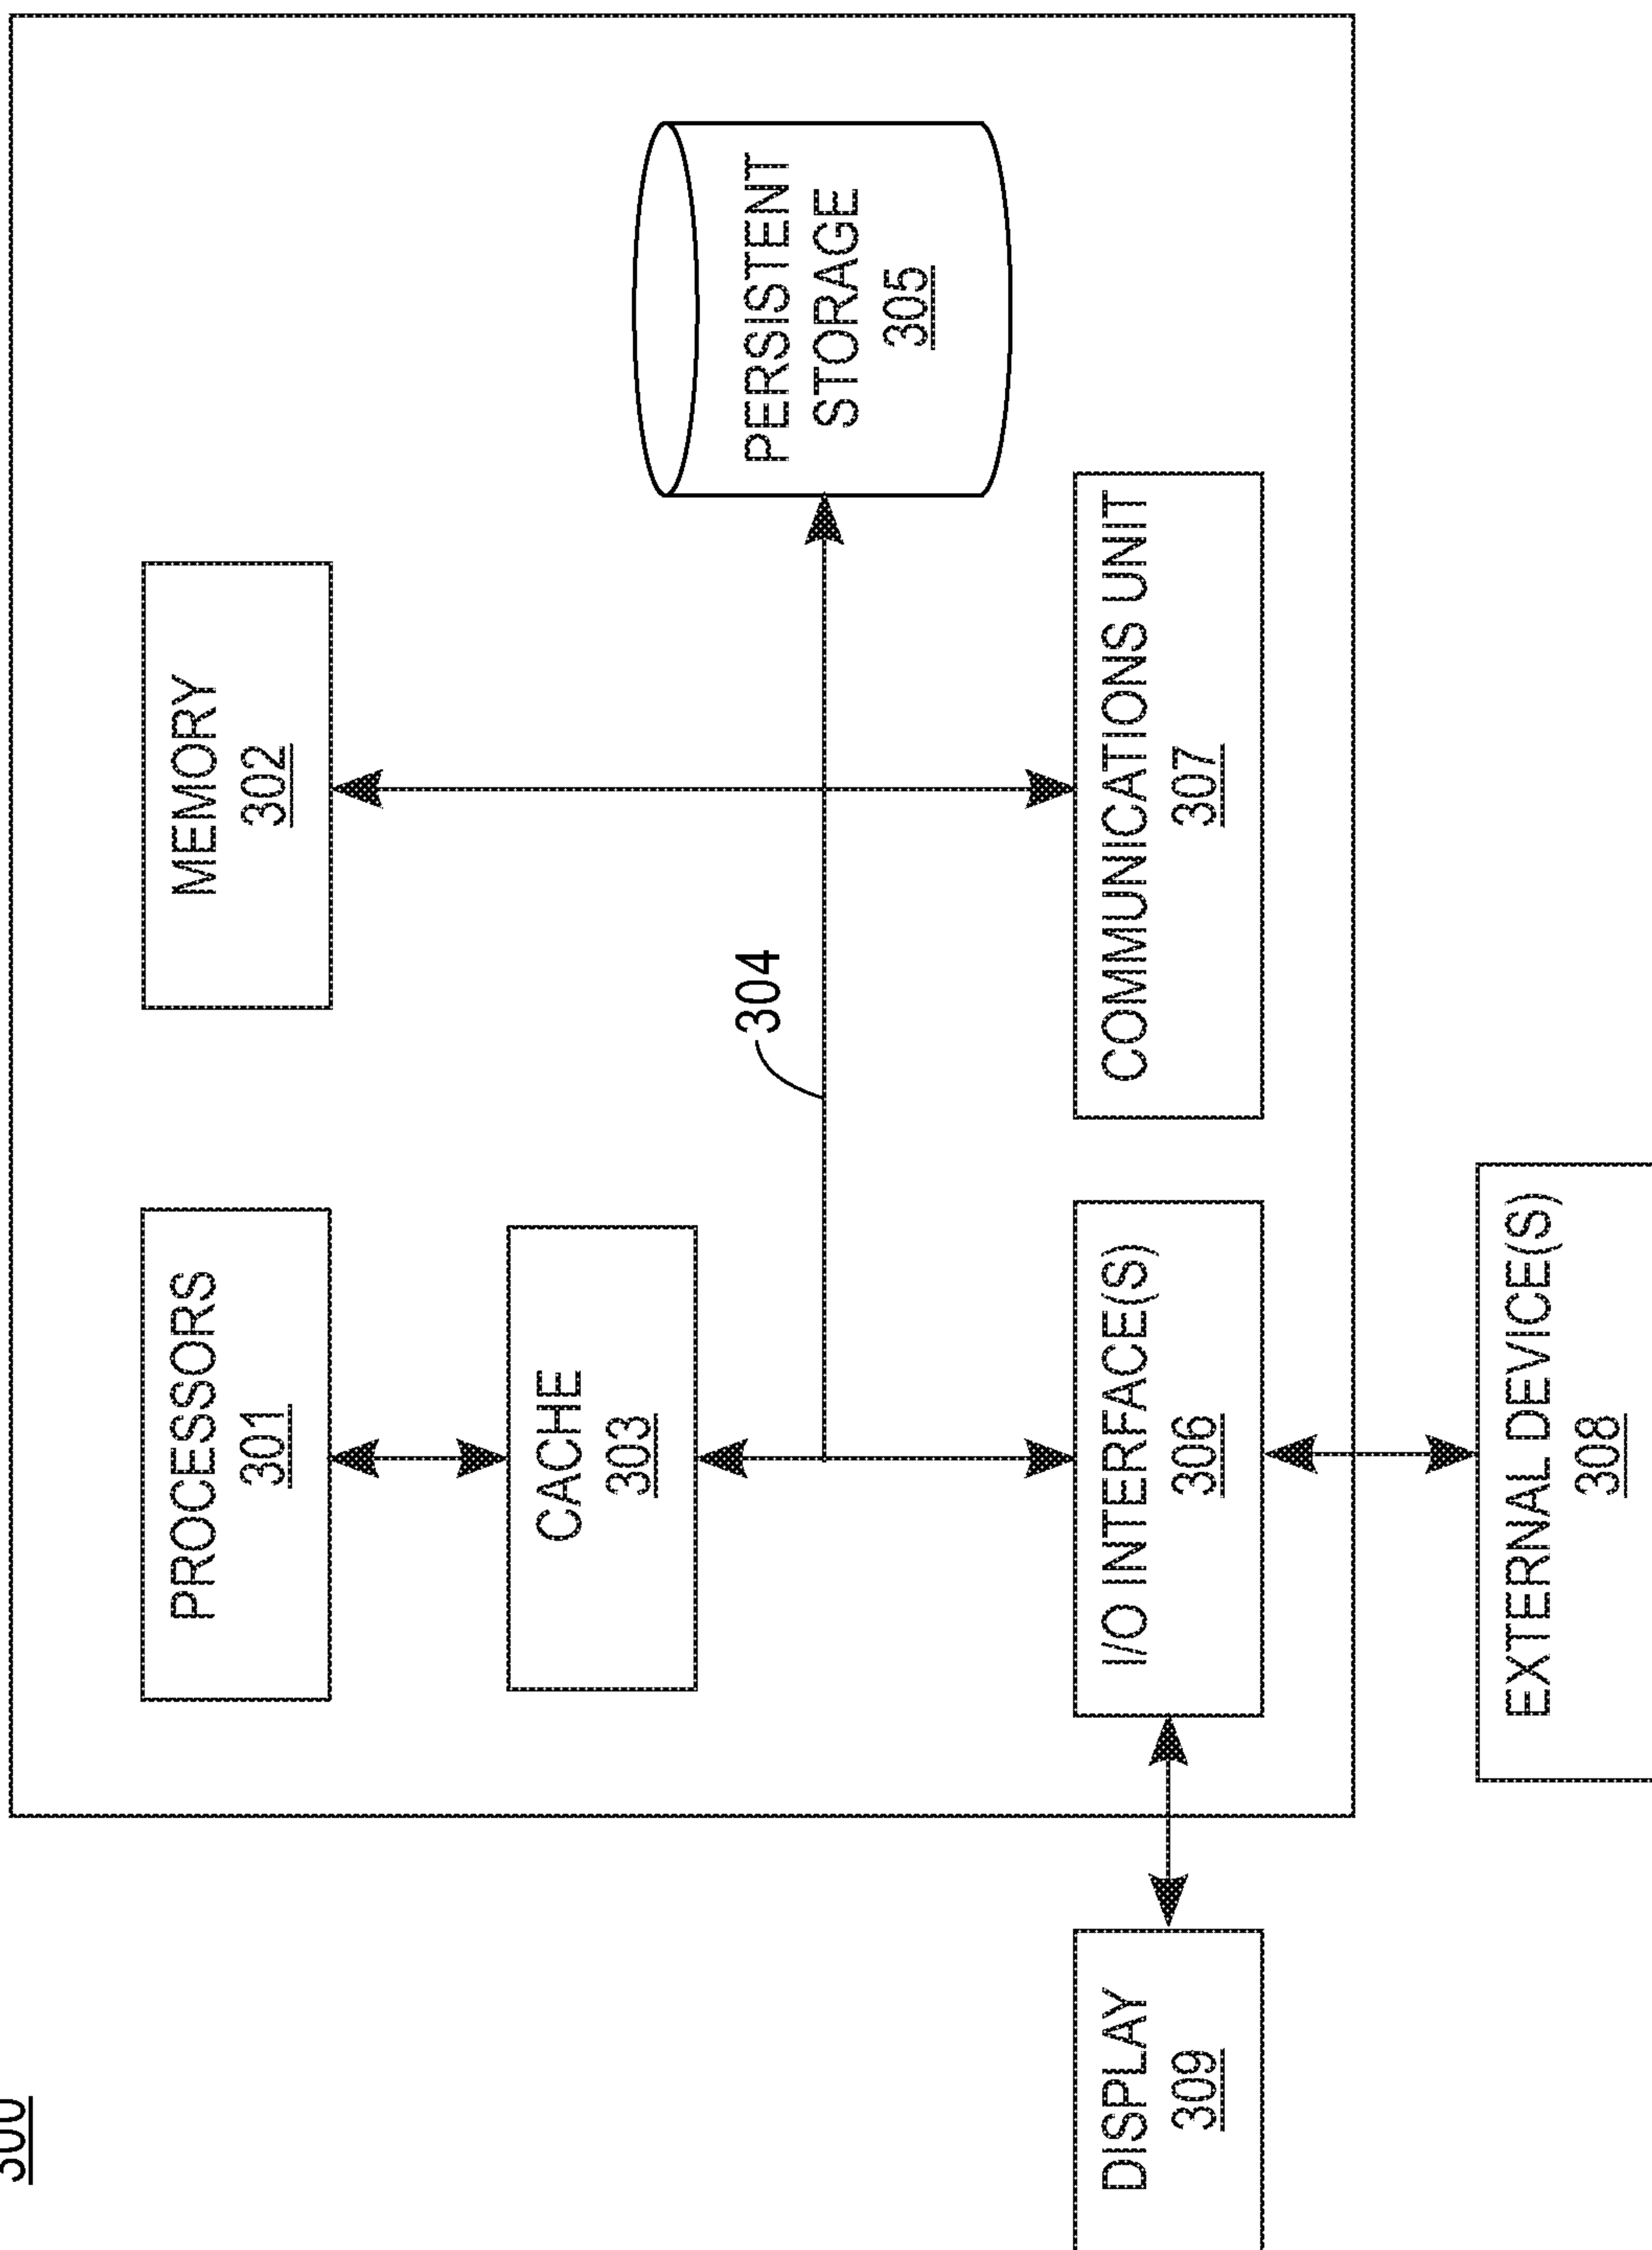 300
PROCESSORS
301
MEMORY
302
CACHE
303
304
PERSISTENT
STORAGE
305
DISPLAY
309
I/O INTERFACE(S)
306
COMMUNICATIONS UNIT
307
EXTERNAL DEVICE(S)
308